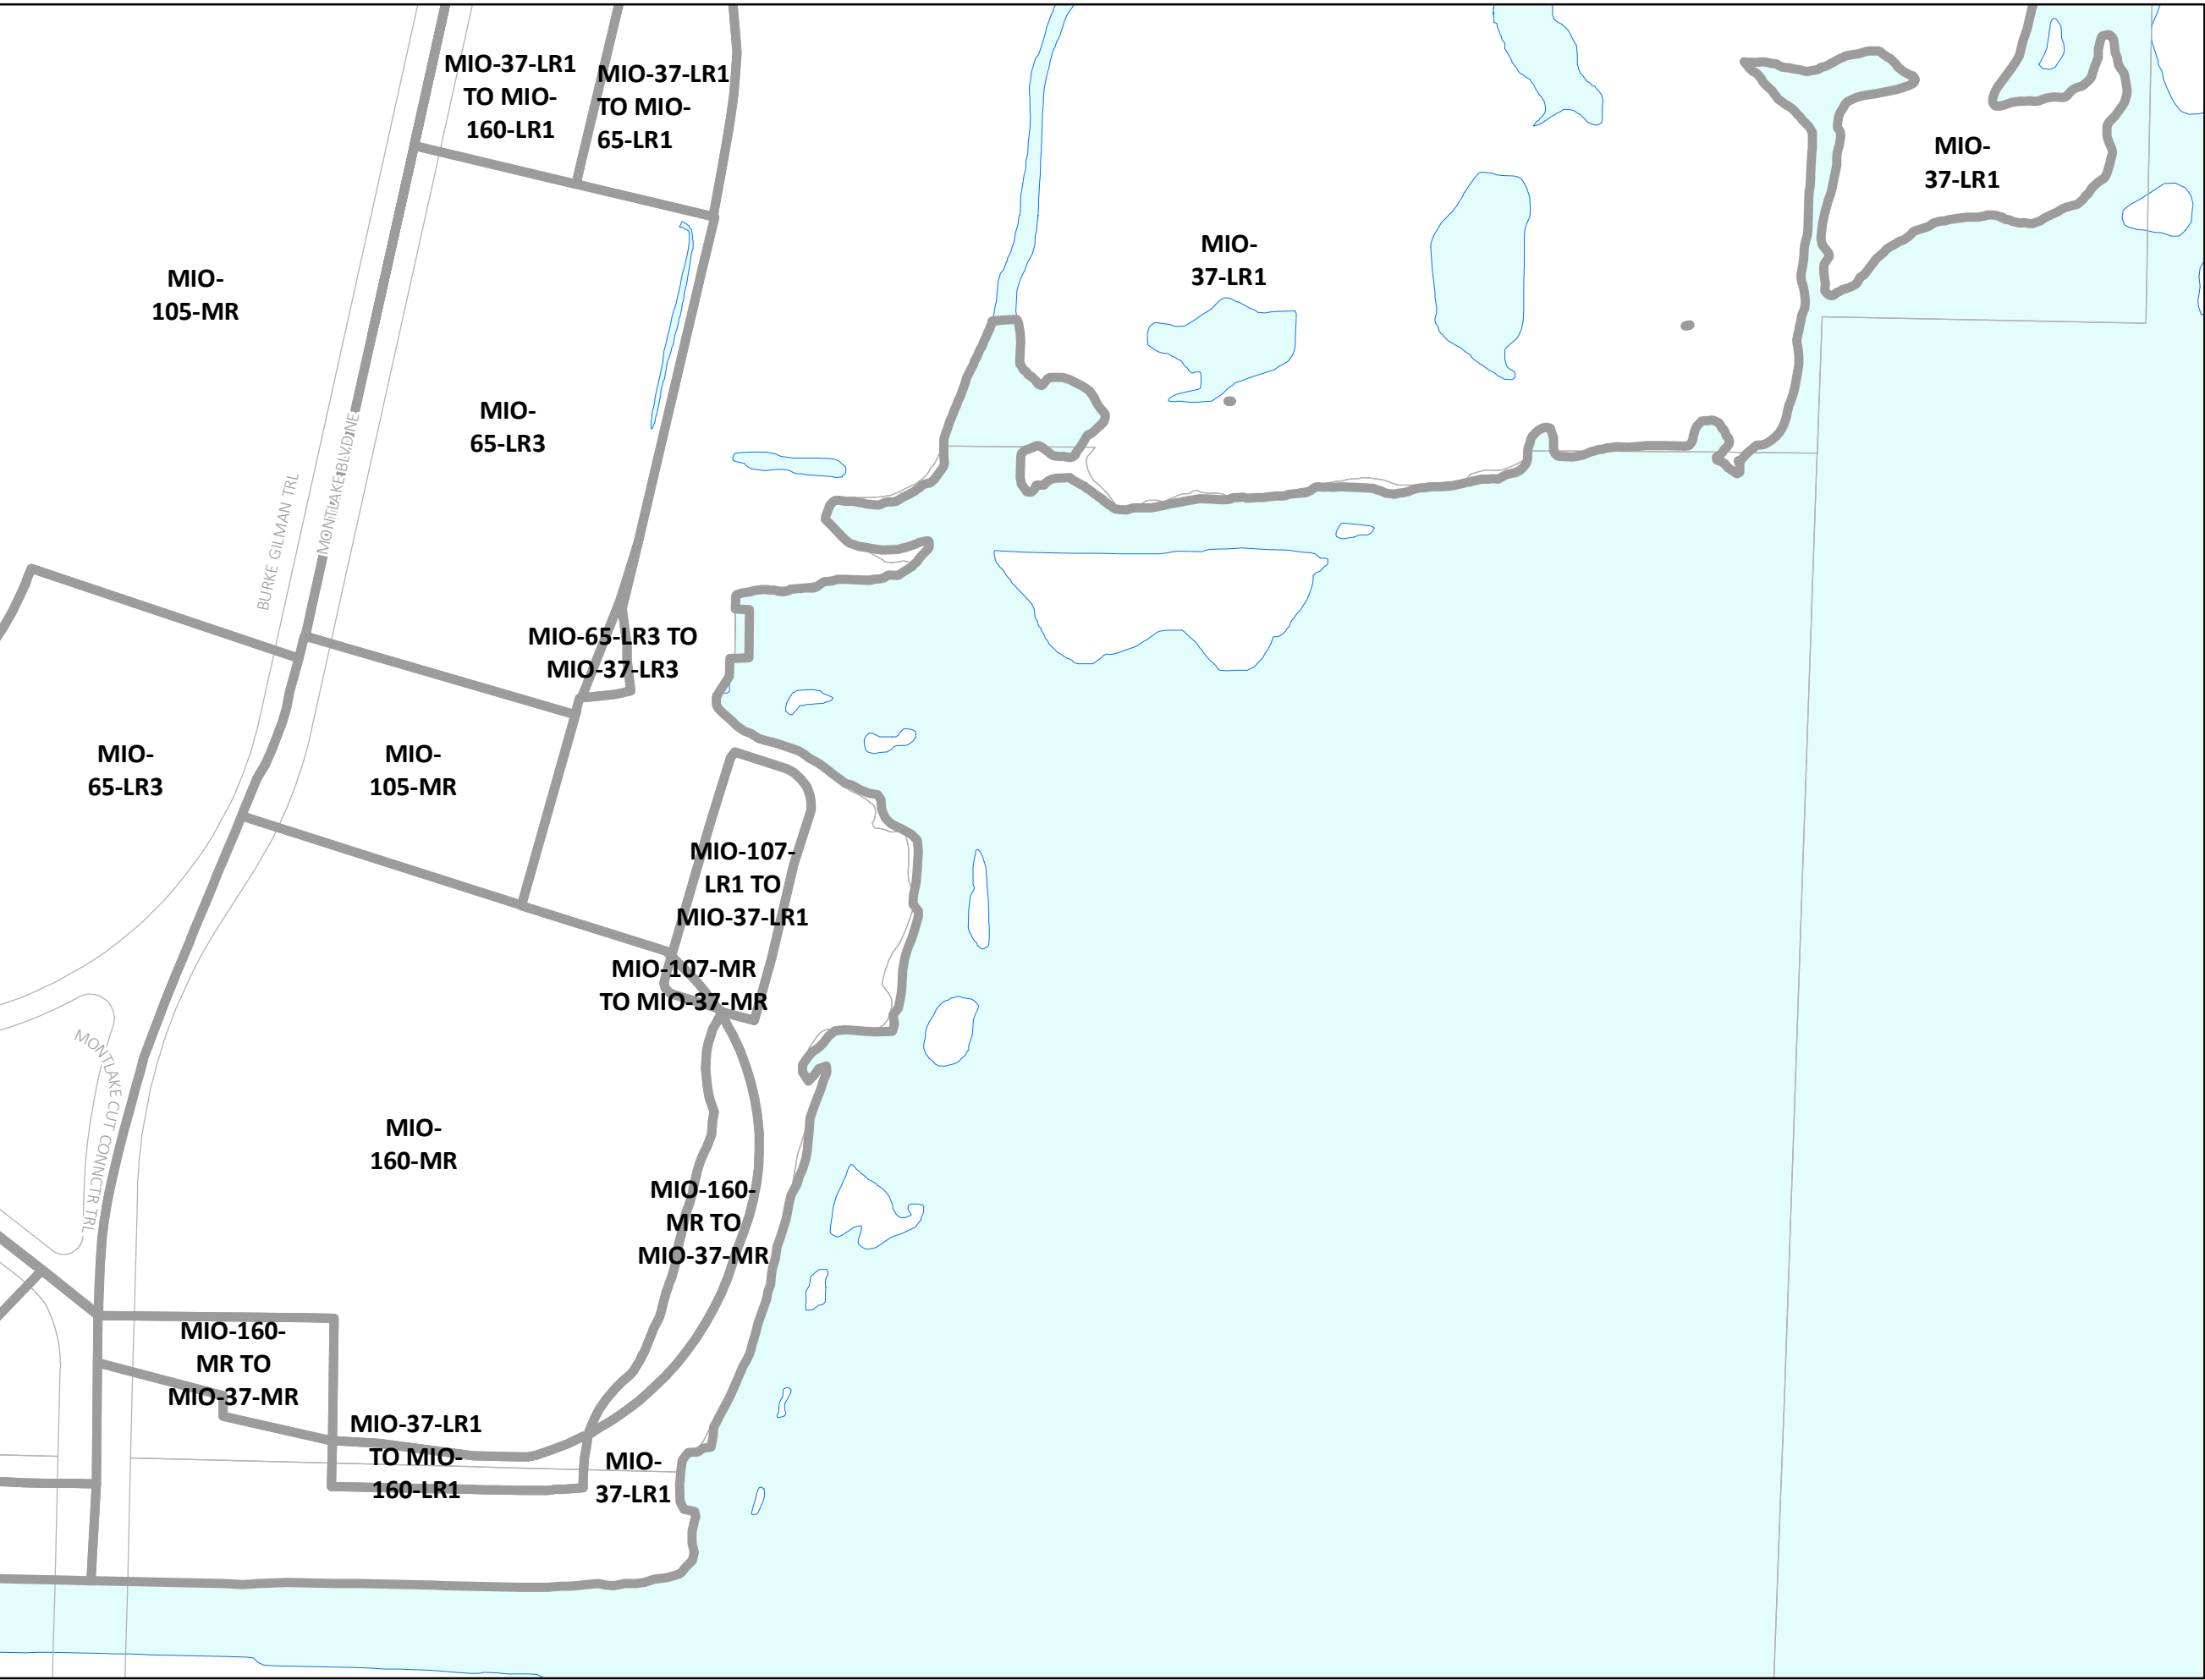 MIO-37-LR1
TO MIO-
160-LR1
MIO-37-LR1
TO MIO-
65-LR1
MIO-
37-LR1
MIO-
37-LR1
MIO-
105-MR
MIO-
65-LR3
BURKE GILMAN TRL
MONTLAKE BLVD NE
MIO-65-LR3 TO
MIO-37-LR3
MIO-
65-LR3
MIO-
105-MR
MIO-107-
LR1 TO
MIO-37-LR1
MIO-107-MR
TO MIO-37-MR
MONTLAKE CUT CONNCTR TRL
MIO-
160-MR
MIO-160-
MR TO
MIO-37-MR
MIO-160-
MR TO
MIO-37-MR
MIO-37-LR1
TO MIO-
160-LR1
MIO-
37-LR1